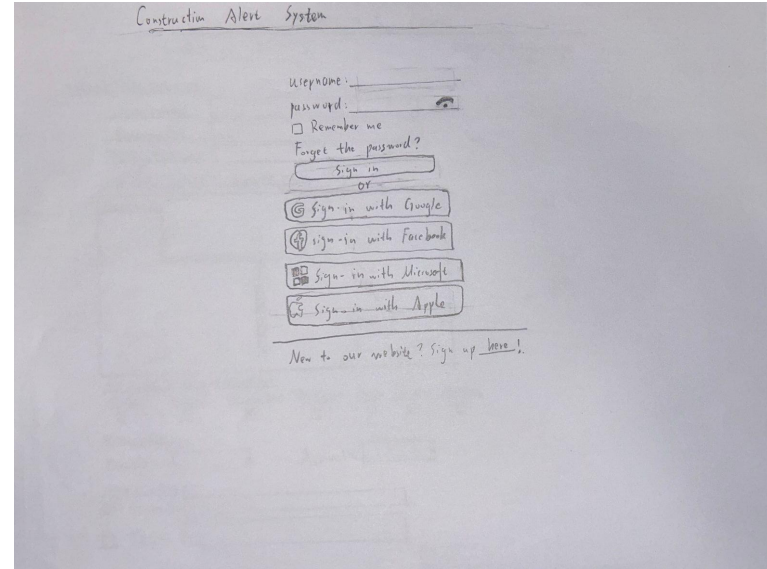 Construction Alert System
username:
password:
Remember me
Forget the password?
Sign in
or
G Sign-in with Google
f sign-in with Facebook
Sign-in with Microsoft
Sign-in with Apple
New to our website? Sign up here!